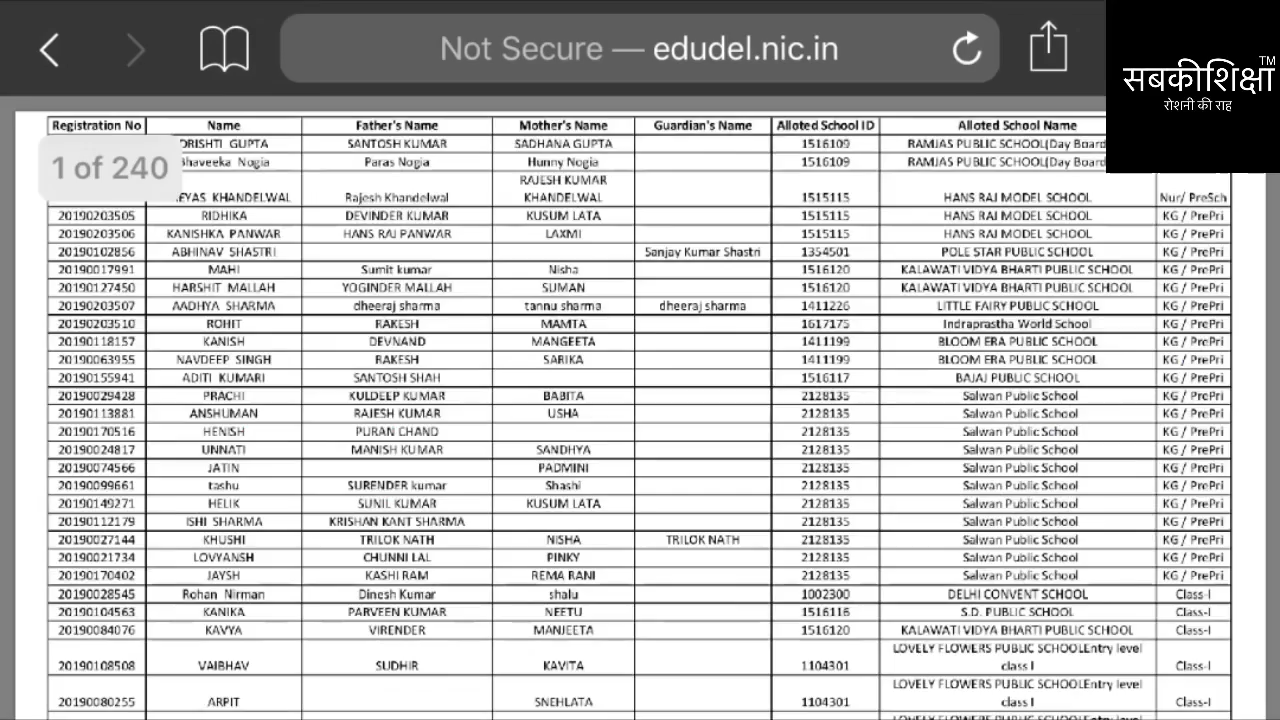 Not Secure — edudel.nic.in
सबकीशिक्षा TM
रोशनी की राह
Registration No Name Father's Name Mother's Name Guardian's Name Alloted School ID Alloted School Name
1 of 240
GUPTA SANTOSH KUMAR SADHANA GUPTA 1516109 RAMJAS PUBLIC SCHOOL(Day Board
Nogia Paras Nogia Hunny Nogia 1516109 RAMJAS PUBLIC SCHOOL(Day Board
RAJESH KUMAR
KHANDELWAL Rajesh Khandelwal KHANDELWAL 1515115 HANS RAJ MODEL SCHOOL Nur/ PreSch
20190203505 RIDHIKA DEVINDER KUMAR KUSUM LATA 1515115 HANS RAJ MODEL SCHOOL KG / PrePri
20190203506 KANISHKA PANWAR HANS RAJ PANWAR LAXMI 1515115 HANS RAJ MODEL SCHOOL KG / PrePri
20190102856 ABHINAV SHASTRI Sanjay Kumar Shastri 1354501 POLE STAR PUBLIC SCHOOL KG / PrePri
20190017991 MAHI Sumit kumar Nisha 1516120 KALAWATI VIDYA BHARTI PUBLIC SCHOOL KG / PrePri
20190127450 HARSHIT MALLAH YOGINDER MALLAH SUMAN 1516120 KALAWATI VIDYA BHARTI PUBLIC SCHOOL KG / PrePri
20190203507 AADHYA SHARMA dheeraj sharma tannu sharma dheeraj sharma 1411226 LITTLE FAIRY PUBLIC SCHOOL KG / PrePri
20190203510 ROHIT RAKESH MAMTA 1617175 Indraprastha World School KG / PrePri
20190118157 KANISH DEVNAND MANGEETA 1411199 BLOOM ERA PUBLIC SCHOOL KG / PrePri
20190063955 NAVDEEP SINGH RAKESH SARIKA 1411199 BLOOM ERA PUBLIC SCHOOL KG / PrePri
20190155941 ADITI KUMARI SANTOSH SHAH 1516117 BAJAJ PUBLIC SCHOOL KG / PrePri
20190029428 PRACHI KULDEEP KUMAR BABITA 2128135 Salwan Public School KG / PrePri
20190113881 ANSHUMAN RAJESH KUMAR USHA 2128135 Salwan Public School KG / PrePri
20190170516 HENISH PURAN CHAND 2128135 Salwan Public School KG / PrePri
20190024817 UNNATI MANISH KUMAR SANDHYA 2128135 Salwan Public School KG / PrePri
20190074566 JATIN PADMINI 2128135 Salwan Public School KG / PrePri
20190099661 tashu SURENDER kumar Shashi 2128135 Salwan Public School KG / PrePri
20190149271 HELIK SUNIL KUMAR KUSUM LATA 2128135 Salwan Public School KG / PrePri
20190112179 ISHI SHARMA KRISHAN KANT SHARMA 2128135 Salwan Public School KG / PrePri
20190027144 KHUSHI TRILOK NATH NISHA TRILOK NATH 2128135 Salwan Public School KG / PrePri
20190021734 LOVYANSH CHUNNI LAL PINKY 2128135 Salwan Public School KG / PrePri
20190170402 JAYSH KASHI RAM REMA RANI 2128135 Salwan Public School KG / PrePri
20190028545 Rohan Nirman Dinesh Kumar shalu 1002300 DELHI CONVENT SCHOOL Class-I
20190104563 KANIKA PARVEEN KUMAR NEETU 1516116 S.D. PUBLIC SCHOOL Class-I
20190084076 KAVYA VIRENDER MANJEETA 1516120 KALAWATI VIDYA BHARTI PUBLIC SCHOOL Class-I
LOVELY FLOWERS PUBLIC SCHOOLEntry level
20190108508 VAIBHAV SUDHIR KAVITA 1104301 class I Class-I
LOVELY FLOWERS PUBLIC SCHOOLEntry level
20190080255 ARPIT SNEHLATA 1104301 class I Class-I